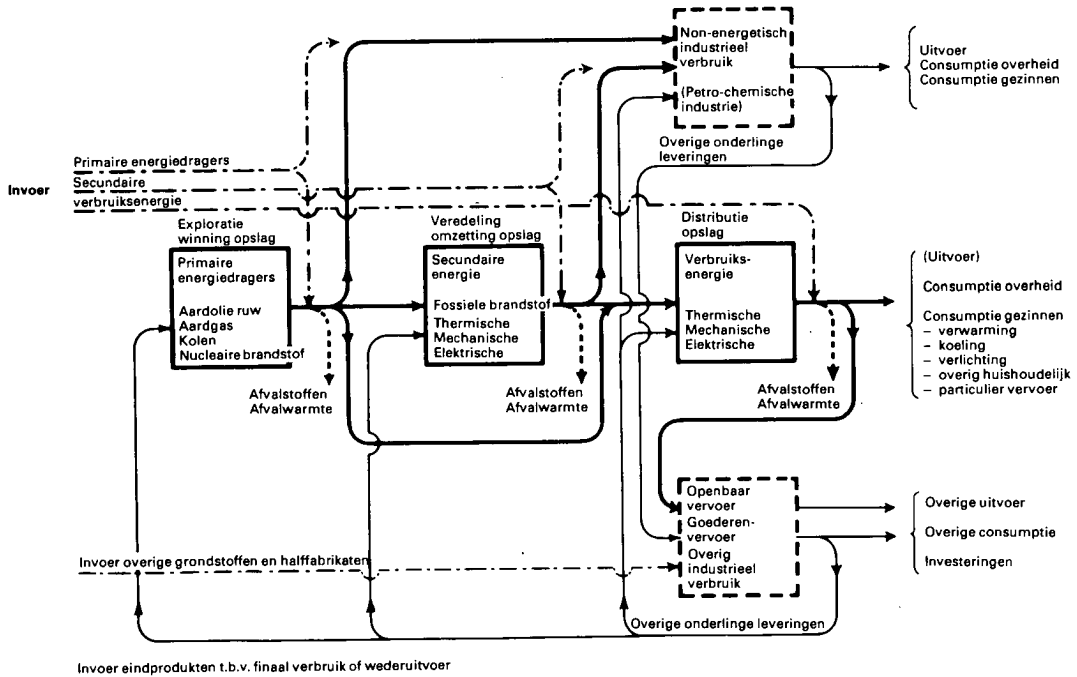 Non-energetisch
industrieel
verbruik
(Petro-chemische
industrie)
Uitvoer
Consumptie overheid
Consumptie gezinnen
Overige onderlinge
leveringen
Invoer
Primaire energiedragers
Secundaire
verbruiksenergie
Exploratie
winning opslag
Primaire
energiedragers
Aardolie ruw
Aardgas
Kolen
Nucleaire brandstof
Afvalstoffen
Afvalwarmte
Veredeling
omzetting opslag
Secundaire
energie
Fossiele brandstof
Thermische
Mechanische
Elektrische
Afvalstoffen
Afvalwarmte
Distributie
opslag
Verbruiks-
energie
Thermische
Mechanische
Elektrische
Afvalstoffen
Afvalwarmte
(Uitvoer)
Consumptie overheid
Consumptie gezinnen
– verwarming
– koeling
– verlichting
– overig huishoudelijk
– particulier vervoer
Openbaar
vervoer
Goederen-
vervoer
Overig
industrieel
verbruik
Overige uitvoer
Overige consumptie
Investeringen
Invoer overige grondstoffen en halffabrikaten
Overige onderlinge leveringen
Invoer eindprodukten t.b.v. finaal verbruik of wederuitvoer